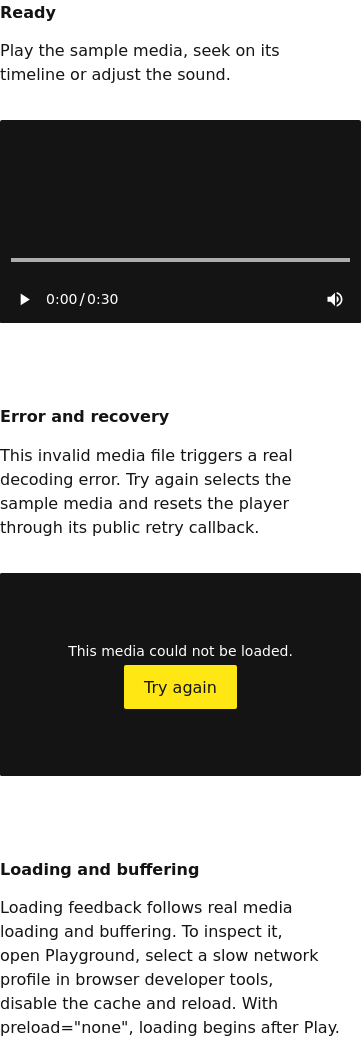 Ready
Play the sample media, seek on its
timeline or adjust the sound.
0:00/0:30
Error and recovery
This invalid media file triggers a real
decoding error. Try again selects the
sample media and resets the player
through its public retry callback.
This media could not be loaded.
Try again
Loading and buffering
Loading feedback follows real media
loading and buffering. To inspect it,
open Playground, select a slow network
profile in browser developer tools,
disable the cache and reload. With
preload="none", loading begins after Play.